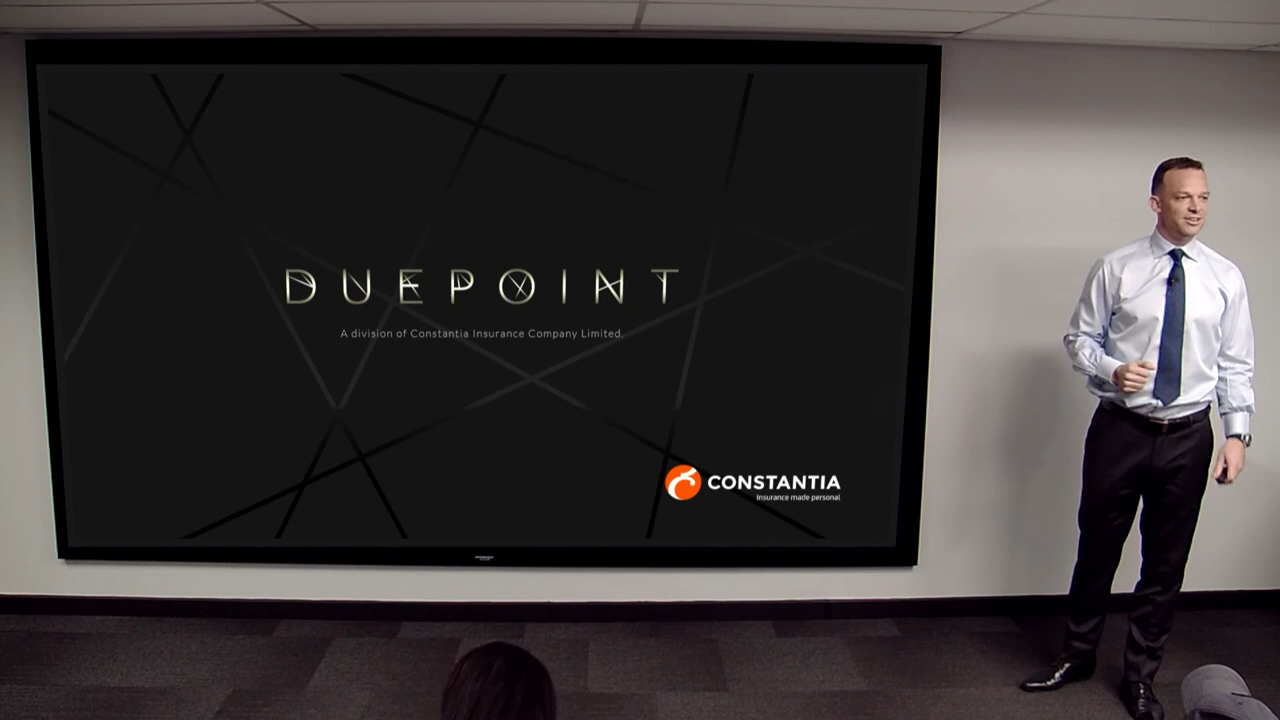 DUEPOINT
A division of Constantia Insurance Company Limited.
CONSTANTIA
Insurance made personal